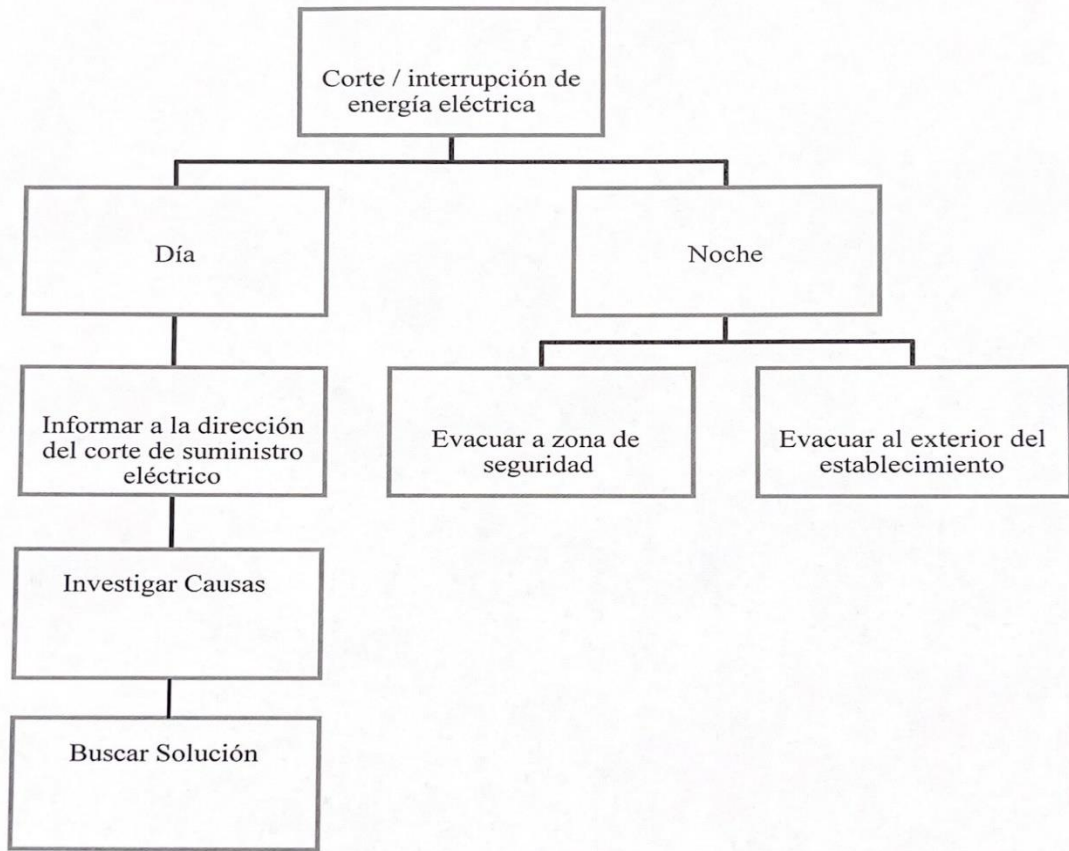 Corte / interrupción de
energía eléctrica
Día
Noche
Informar a la dirección
del corte de suministro
eléctrico
Evacuar a zona de
seguridad
Evacuar al exterior del
establecimiento
Investigar Causas
Buscar Solución